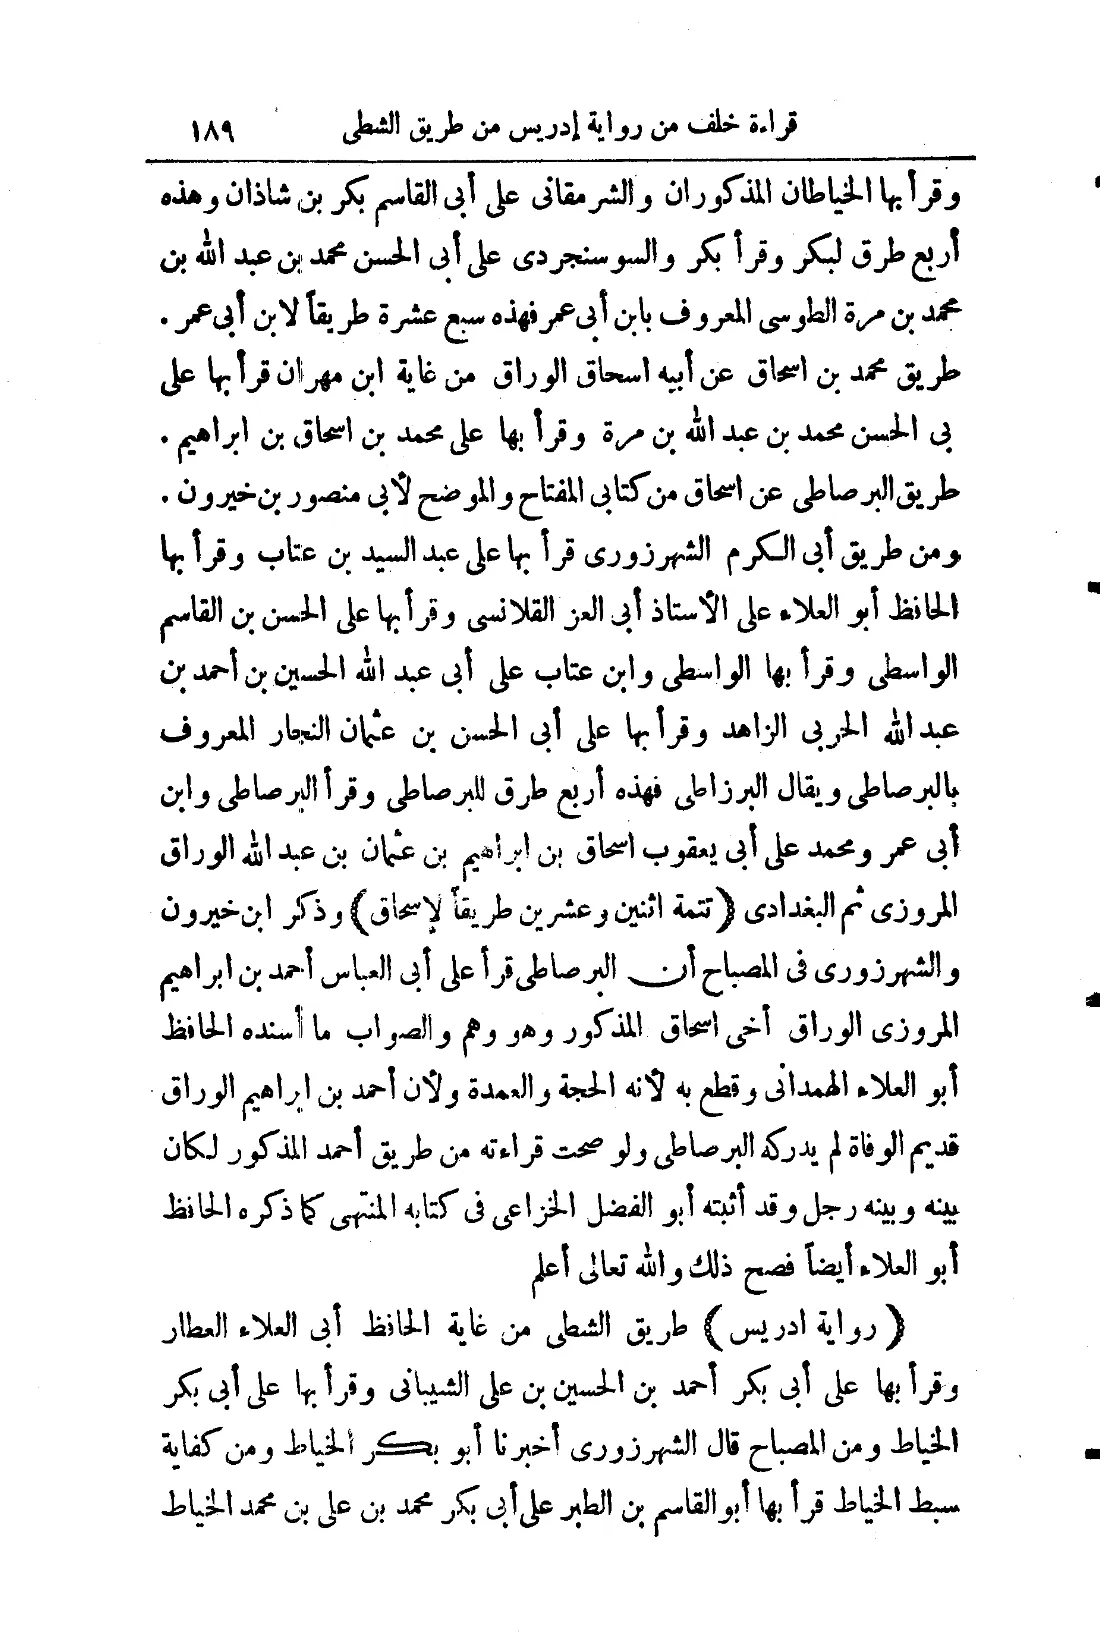 قراءة خلف من رواية إدريس من طريق الشطى ١٨٩
وقرأ بها الخياطان المذكوران والشرمقانى على أبى القاسم بكر بن شاذان وهذه
أربع طرق لبكر وقرأ بكر والسوسنجردى على أبى الحسن محمد بن عبد الله بن
محمد بن مرة الطوسى المعروف بابن أبى عمر فهذه سبع عشرة طريقاً لابن أبى عمر .
طريق محمد بن اسحاق عن أبيه اسحاق الوراق من غاية ابن مهران قرأ بها على
بى الحسن محمد بن عبد الله بن مرة وقرأ بها على محمد بن اسحاق بن ابراهيم .
طريق البرصاطى عن اسحاق من كتابى المفتاح والموضح لأبى منصور بن خيرون .
ومن طريق أبى الكرم الشهرزورى قرأ بها على عبد السيد بن عتاب وقرأ بها
الحافظ أبو العلاء على الأستاذ أبى العز القلانسى وقرأ بها على الحسن بن القاسم
الواسطى وقرأ بها الواسطى وابن عتاب على أبى عبد الله الحسين بن أحمد بن
عبد الله الحربى الزاهد وقرأ بها على أبى الحسن بن عثمان النجار المعروف
بالبرصاطى ويقال البرزاطى فهذه أربع طرق للبرصاطى وقرأ البرصاطى وابن
أبى عمر ومحمد على أبى يعقوب اسحاق بن ابراهيم بن عثمان بن عبد الله الوراق
المروزى ثم البغدادى (تتمة اثنين وعشرين طريقاً لإسحاق) وذكر ابن خيرون
والشهرزورى فى المصباح أن البرصاطى قرأ على أبى العباس أحمد بن ابراهيم
المروزى الوراق أخى اسحاق المذكور وهو وهم والصواب ما أسنده الحافظ
أبو العلاء الهمدانى وقطع به لأنه الحجة والعمدة ولأن أحمد بن ابراهيم الوراق
قديم الوفاة لم يدركه البرصاطى ولو صحت قراءته من طريق أحمد المذكور لكان
بينه وبينه رجل وقد أثبته أبو الفضل الخزاعى فى كتابه المنتهى كما ذكره الحافظ
أبو العلاء أيضاً فصح ذلك والله تعالى أعلم
(رواية ادريس) طريق الشطى من غاية الحافظ أبى العلاء العطار
وقرأ بها على أبى بكر أحمد بن الحسين بن على الشيبانى وقرأ بها على أبى بكر
الخياط ومن المصباح قال الشهرزورى أخبرنا أبو بكر الخياط ومن كفاية
سبط الخياط قرأ بها أبو القاسم بن الطبر على أبى بكر محمد بن على بن محمد الخياط